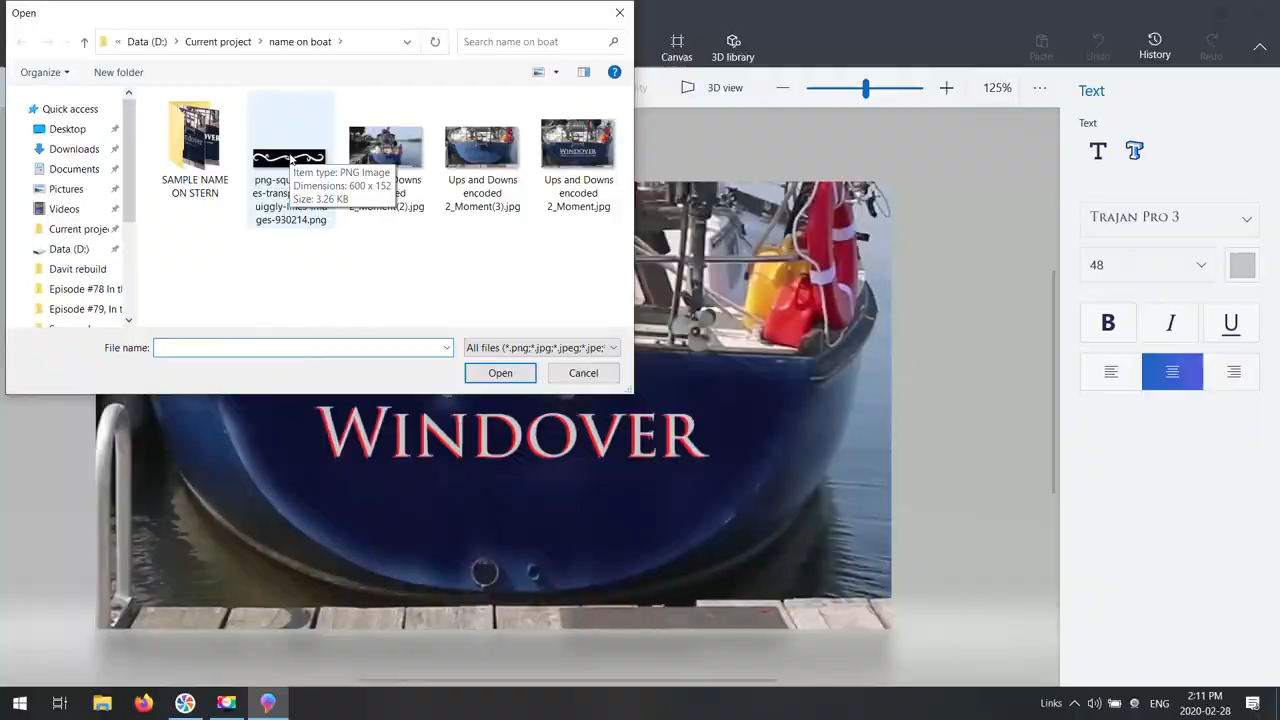 Open
« Data (D:) > Current project > name on boat >
Search name on boat
Organize
New folder
Quick access
Desktop
Downloads
Documents
Pictures
Videos
Current proje
Data (D:)
Davit rebuild
Episode #78 In t
Episode #79, In t
SAMPLE NAME
ON STERN
ges-930214.png
Item type: PNG Image
Dimensions: 600 x 152
Size: 3.26 KB
2_Moment(2).jpg
Ups and Downs
encoded
2_Moment(3).jpg
Ups and Downs
encoded
2_Moment.jpg
WINDOVER
File name:
All files (*.png;*.jpg;*.jpeg;*.jpe;
Open
Cancel
Canvas
3D library
Paste
Undo
History
Redo
3D view
125%
Text
Text
Trajan Pro 3
48
B I U
WINDOVER
Links
ENG
2:11 PM
2020-02-28